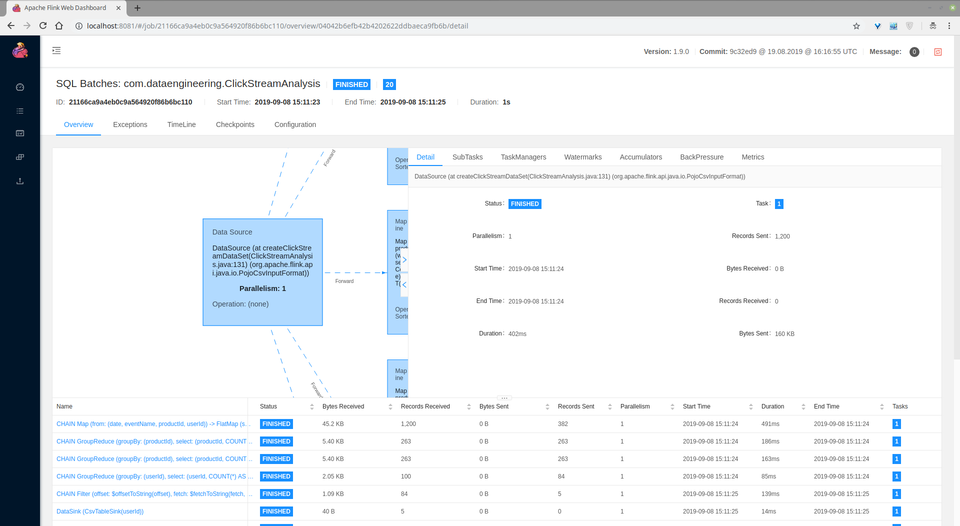 Apache Flink Web Dashboard
localhost:8081/#/job/21166ca9a4eb0c9a564920f86b6bc110/overview/04042b6efb42b4202622ddbaeca9fb6b/detail
Version: 1.9.0 Commit: 9c32ed9 @ 19.08.2019 @ 16:16:55 UTC Message: 0
SQL Batches: com.dataengineering.ClickStreamAnalysis FINISHED 20
ID: 21166ca9a4eb0c9a564920f86b6bc110 Start Time: 2019-09-08 15:11:23 End Time: 2019-09-08 15:11:25 Duration: 1s
Overview Exceptions TimeLine Checkpoints Configuration
Forward
Data Source
DataSource (at createClickStre
amDataSet(ClickStreamAnalysi
s.java:131) (org.apache.flink.ap
i.java.io.PojoCsvInputFormat))
Parallelism: 1
Operation: (none)
Forward
Forward
Oper
Sorte
Map
ine
Map
Oper
Sorte
Map
ine
Map
Detail SubTasks TaskManagers Watermarks Accumulators BackPressure Metrics
DataSource (at createClickStreamDataSet(ClickStreamAnalysis.java:131) (org.apache.flink.api.java.io.PojoCsvInputFormat))
Status: FINISHED Task: 1
Parallelism: 1 Records Sent: 1,200
Start Time: 2019-09-08 15:11:24 Bytes Received: 0 B
End Time: 2019-09-08 15:11:24 Records Received: 0
Duration: 402ms Bytes Sent: 160 KB
Name Status Bytes Received Records Received Bytes Sent Records Sent Parallelism Start Time Duration End Time Tasks
CHAIN Map (from: (date, eventName, productId, userId)) -> FlatMap (s... FINISHED 45.2 KB 1,200 0 B 382 1 2019-09-08 15:11:24 491ms 2019-09-08 15:11:24 1
CHAIN GroupReduce (groupBy: (productId), select: (productId, COUNT... FINISHED 5.40 KB 263 0 B 263 1 2019-09-08 15:11:24 186ms 2019-09-08 15:11:24 1
CHAIN GroupReduce (groupBy: (productId), select: (productId, COUNT... FINISHED 5.40 KB 263 0 B 263 1 2019-09-08 15:11:24 163ms 2019-09-08 15:11:24 1
CHAIN GroupReduce (groupBy: (userId), select: (userId, COUNT(*) AS ... FINISHED 2.05 KB 100 0 B 84 1 2019-09-08 15:11:24 85ms 2019-09-08 15:11:24 1
CHAIN Filter (offset: $offsetToString(offset), fetch: $fetchToString(fetch, ... FINISHED 1.09 KB 84 0 B 5 1 2019-09-08 15:11:25 139ms 2019-09-08 15:11:25 1
DataSink (CsvTableSink(userId)) FINISHED 40 B 5 0 B 0 1 2019-09-08 15:11:25 14ms 2019-09-08 15:11:25 1